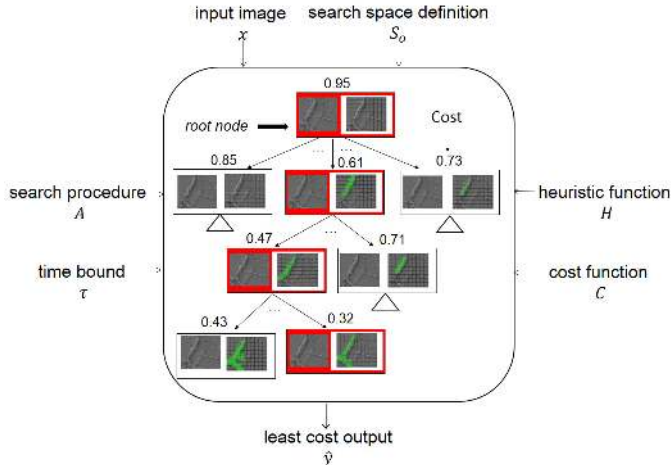 input image
x
search space definition
Sₒ
0.95
root node
Cost
... ...
0.85
0.61
0.73
search procedure
A
heuristic function
H
...
0.47
0.71
time bound
τ
cost function
C
...
0.43
0.32
least cost output
ŷ